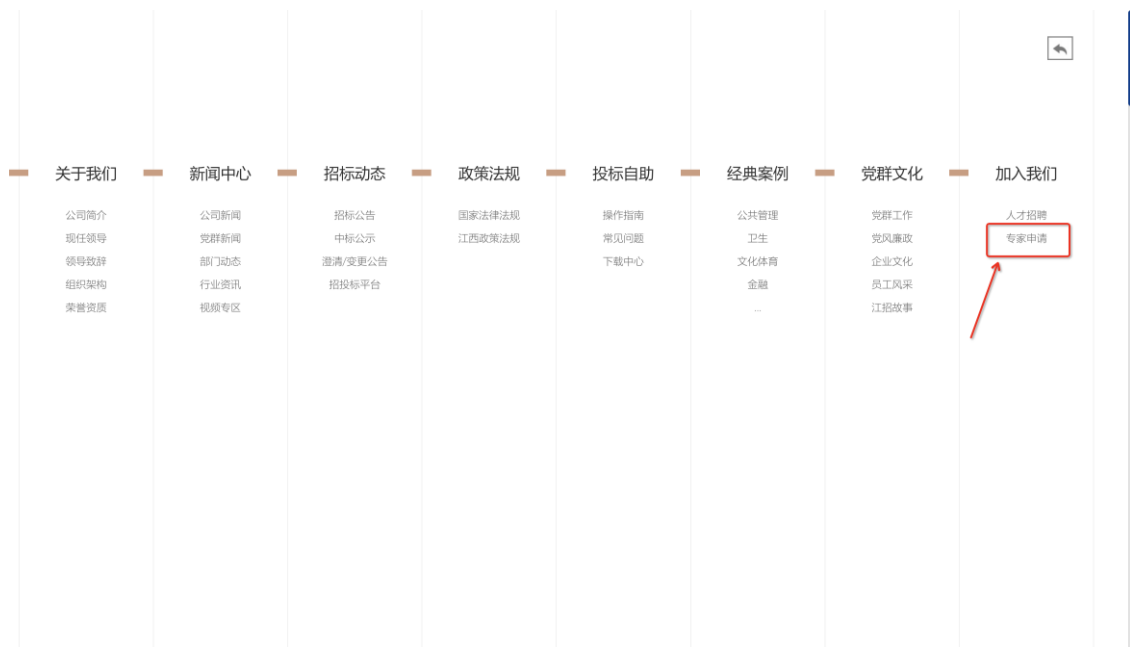 关于我们
公司简介
现任领导
领导致辞
组织架构
荣誉资质
新闻中心
公司新闻
党群新闻
部门动态
行业资讯
视频专区
招标动态
招标公告
中标公示
澄清/变更公告
招投标平台
政策法规
国家法律法规
江西政策法规
投标自助
操作指南
常见问题
下载中心
经典案例
公共管理
卫生
文化体育
金融
...
党群文化
党群工作
党风廉政
企业文化
员工风采
江招故事
加入我们
人才招聘
专家申请